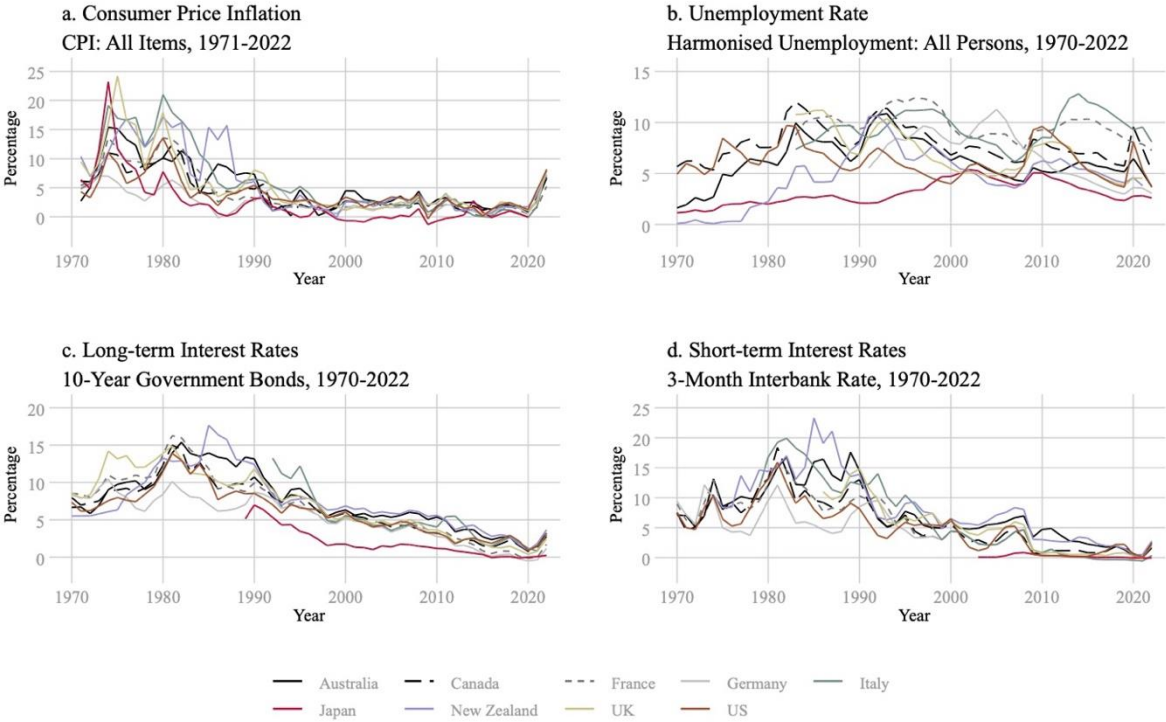 a. Consumer Price Inflation
CPI: All Items, 1971-2022
25
20
15
10
5
0
Percentage
1970 1980 1990 2000 2010 2020
Year
b. Unemployment Rate
Harmonised Unemployment: All Persons, 1970-2022
15
10
5
0
Percentage
1970 1980 1990 2000 2010 2020
Year
c. Long-term Interest Rates
10-Year Government Bonds, 1970-2022
20
15
10
5
0
Percentage
1970 1980 1990 2000 2010 2020
Year
d. Short-term Interest Rates
3-Month Interbank Rate, 1970-2022
25
20
15
10
5
0
Percentage
1970 1980 1990 2000 2010 2020
Year
Australia Canada France Germany Italy
Japan New Zealand UK US